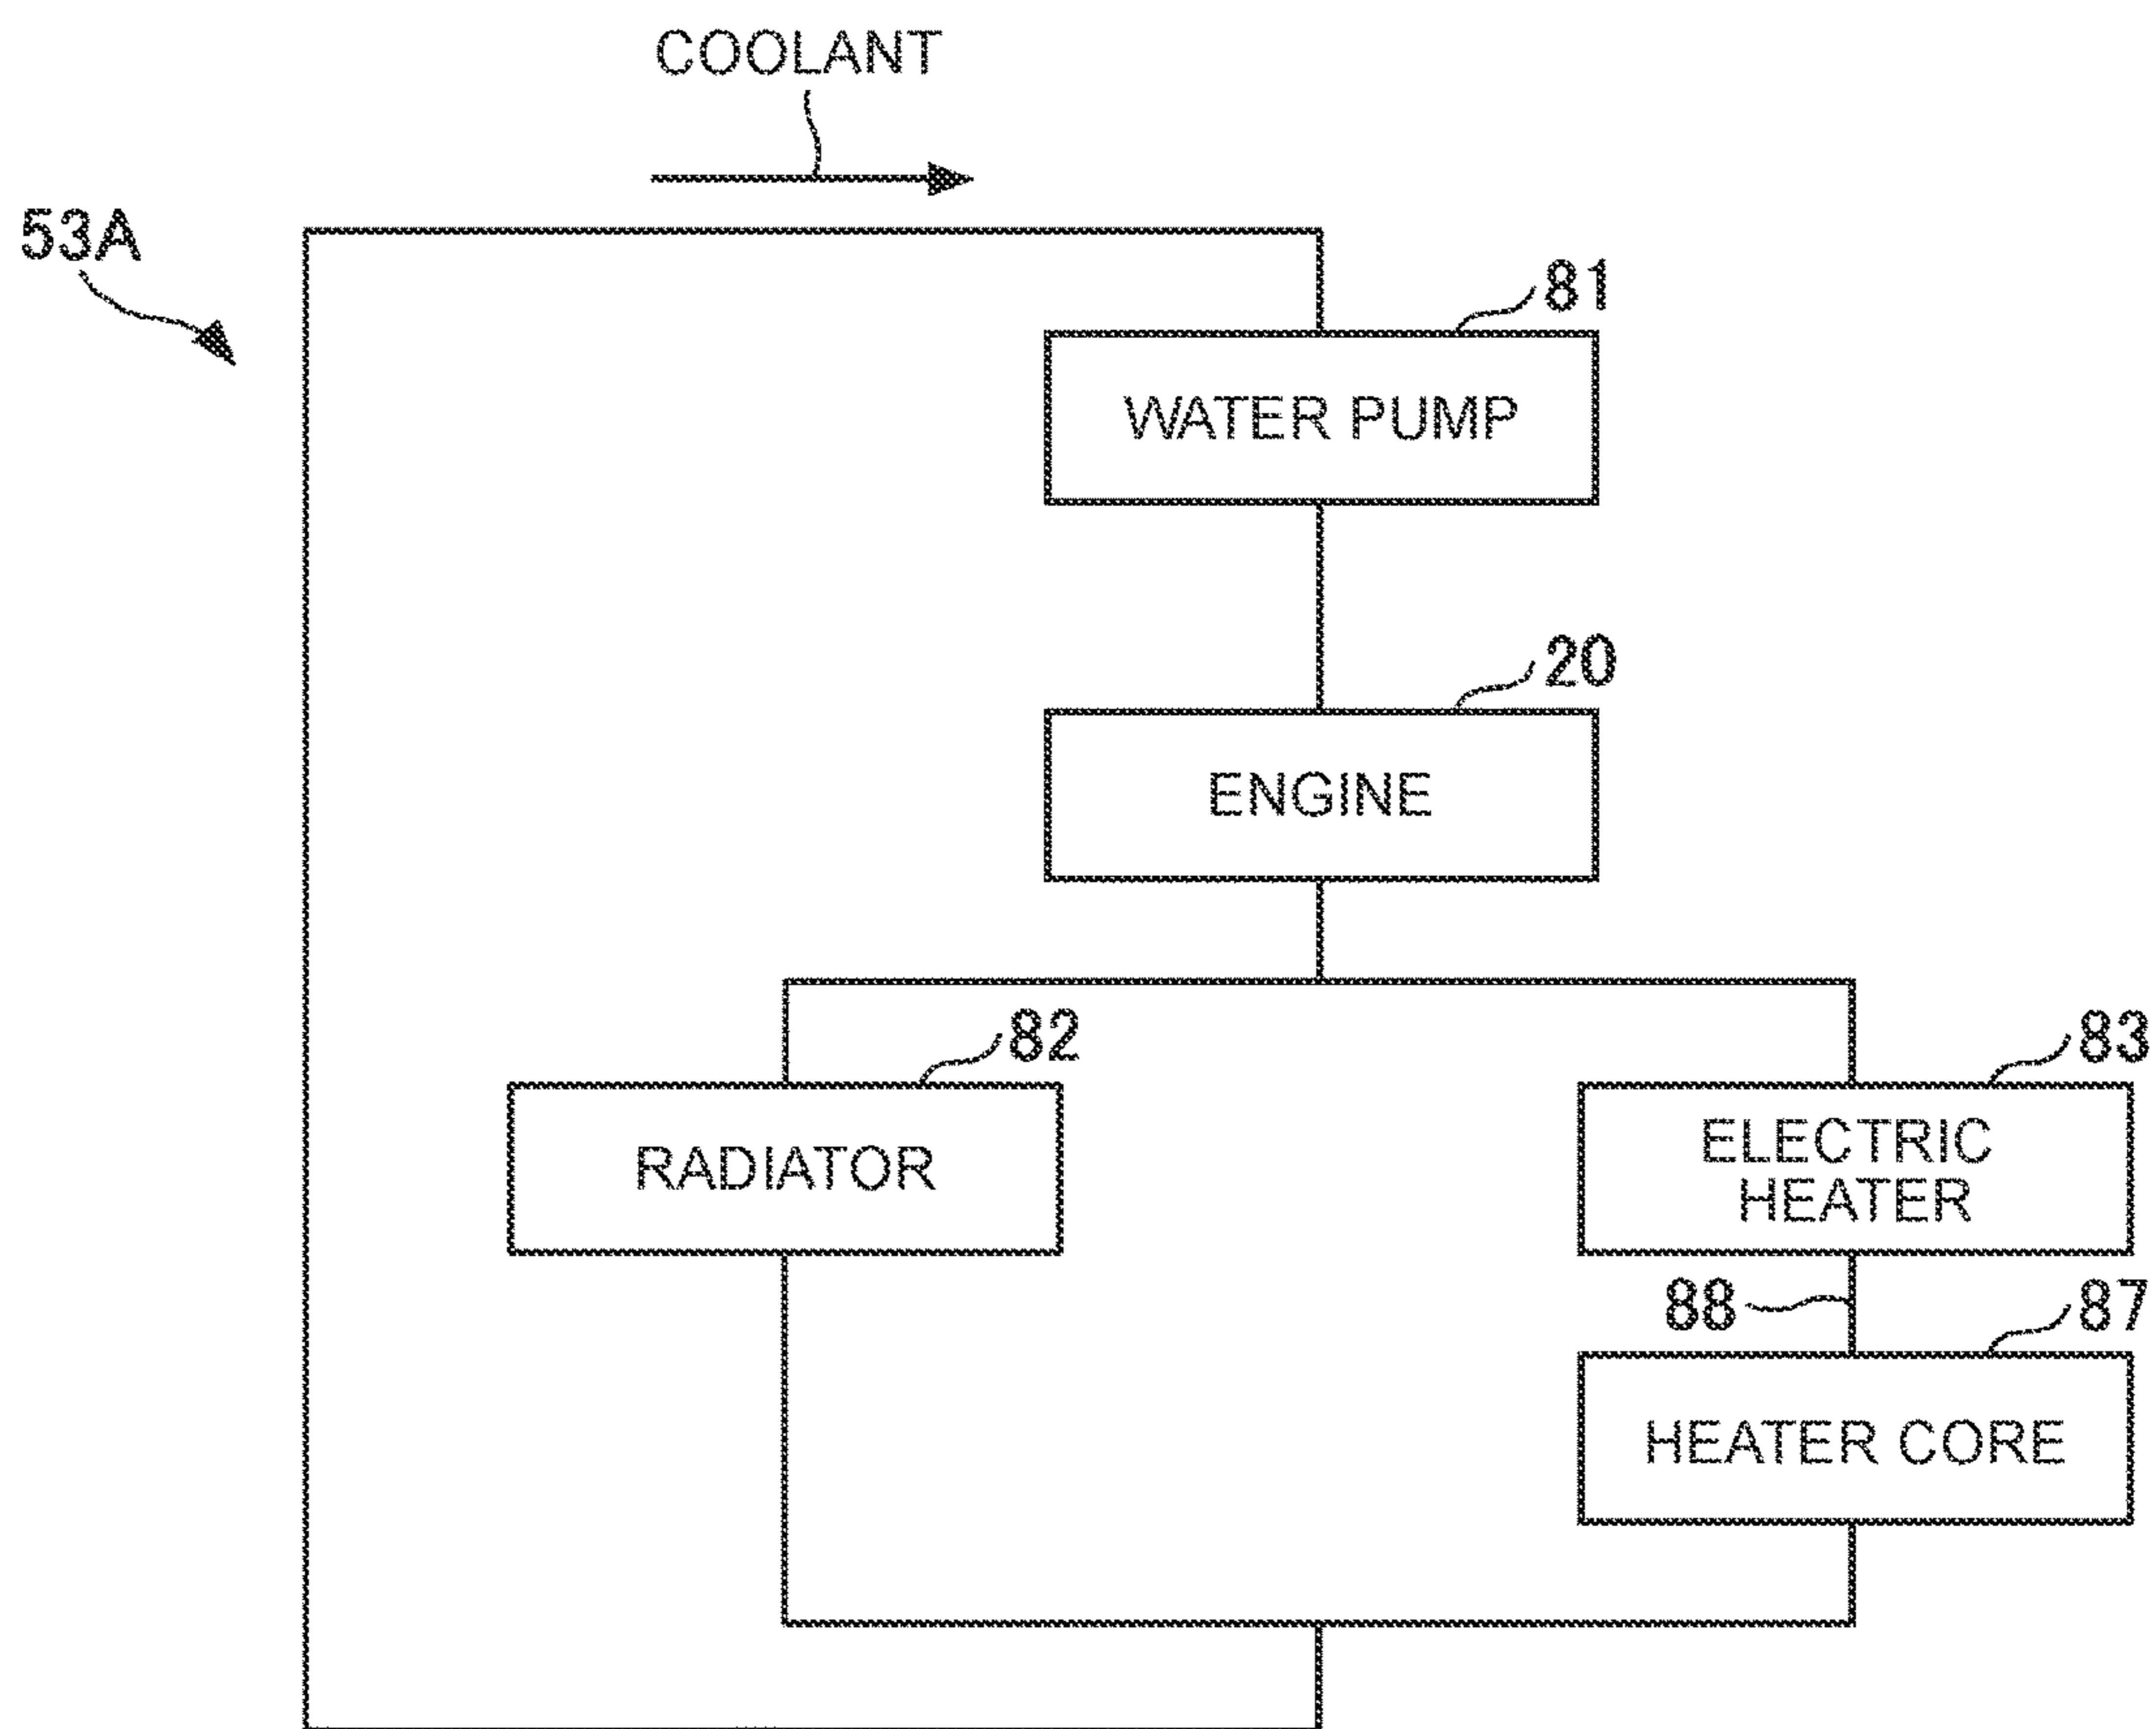 COOLANT
53A
81
WATER PUMP
20
ENGINE
82
83
RADIATOR
ELECTRIC
HEATER
88
87
HEATER CORE